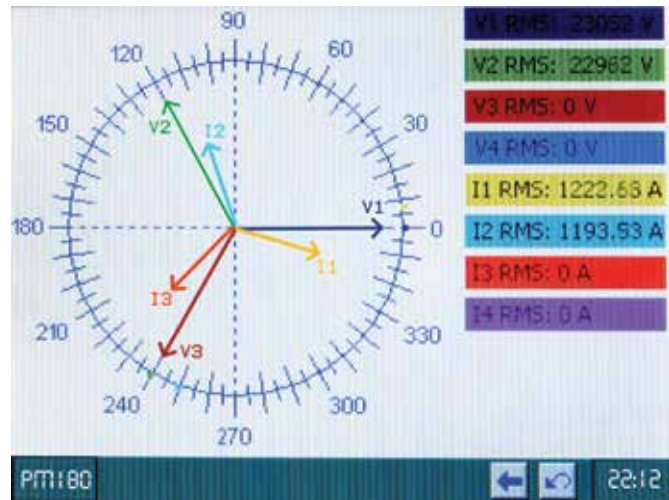 90
120
60
150
30
180
0
210
330
240
300
270
V1
V2
V3
I1
I2
I3
V1 RMS: 23052 V
V2 RMS: 22962 V
V3 RMS: 0 V
V4 RMS: 0 V
I1 RMS: 1222.68 A
I2 RMS: 1193.53 A
I3 RMS: 0 A
I4 RMS: 0 A
PM180
22:12